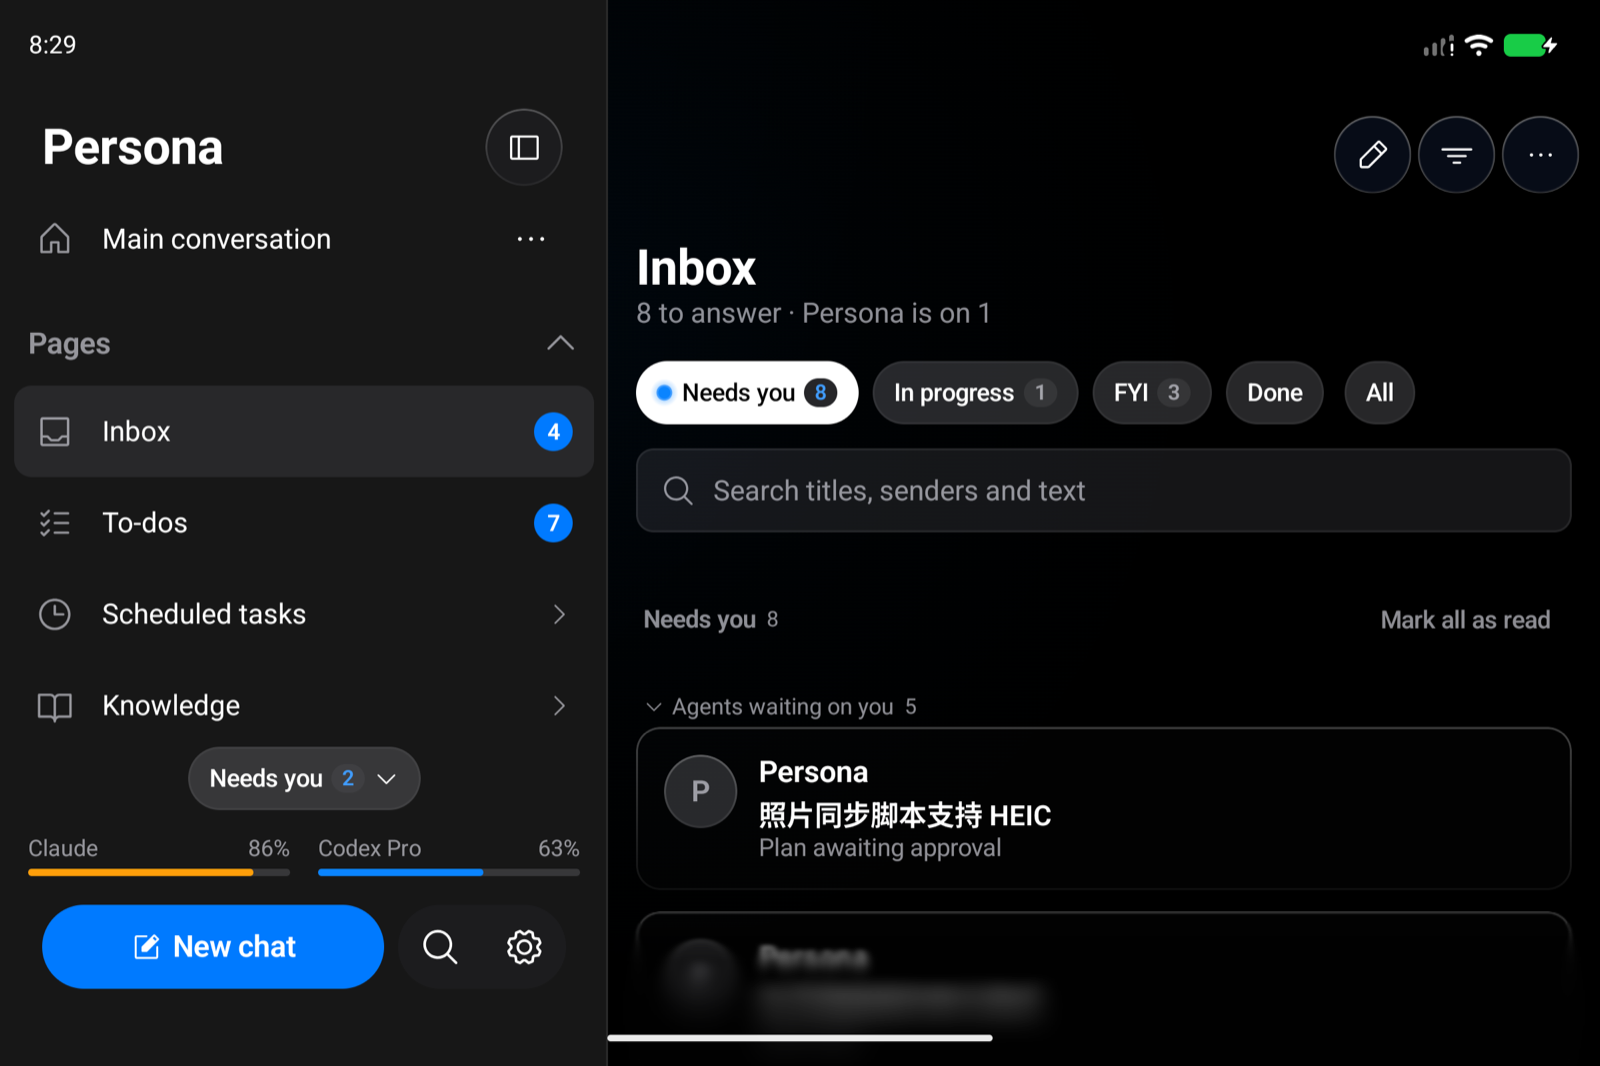 8:29
Persona
Main conversation
Pages
Inbox 4
To-dos 7
Scheduled tasks
Knowledge
Needs you 2
Claude 86% Codex Pro 63%
New chat
Inbox
8 to answer · Persona is on 1
Needs you 8 In progress 1 FYI 3 Done All
Search titles, senders and text
Needs you 8 Mark all as read
Agents waiting on you 5
P
Persona
照片同步脚本支持 HEIC
Plan awaiting approval
Persona